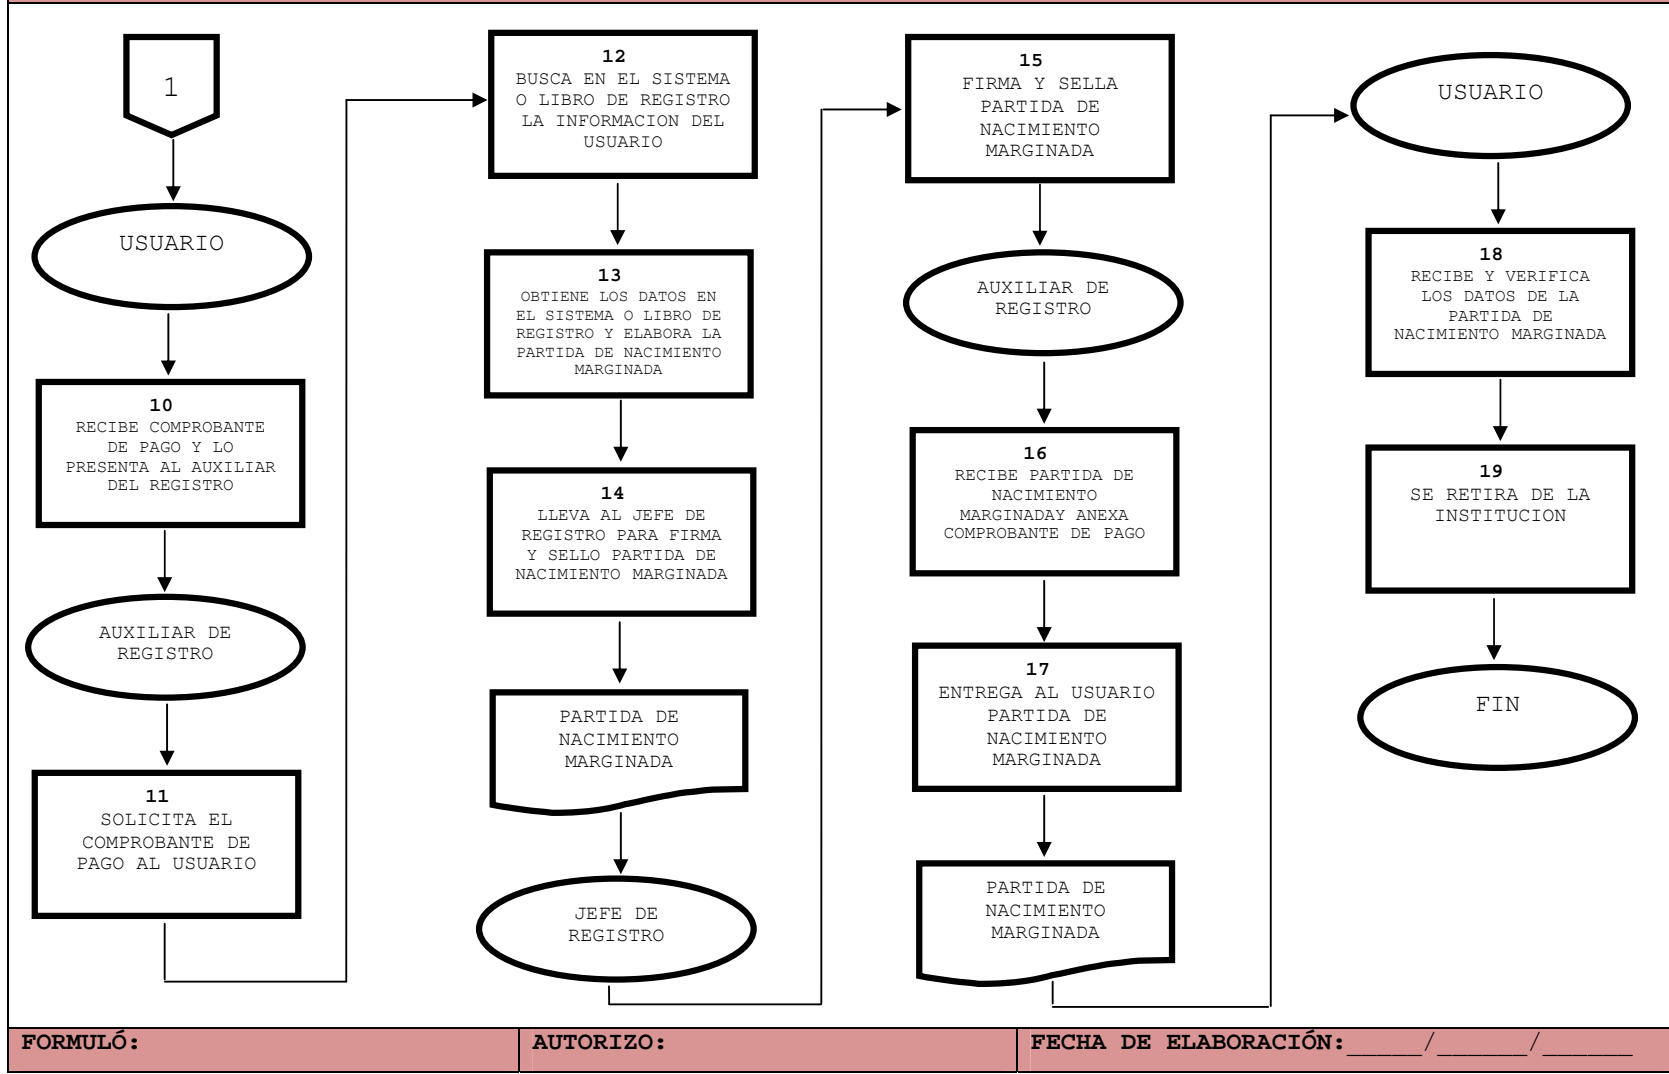 1
USUARIO
10
RECIBE COMPROBANTE
DE PAGO Y LO
PRESENTA AL AUXILIAR
DEL REGISTRO
AUXILIAR DE
REGISTRO
11
SOLICITA EL
COMPROBANTE DE
PAGO AL USUARIO
12
BUSCA EN EL SISTEMA
O LIBRO DE REGISTRO
LA INFORMACION DEL
USUARIO
13
OBTIENE LOS DATOS EN
EL SISTEMA O LIBRO DE
REGISTRO Y ELABORA LA
PARTIDA DE NACIMIENTO
MARGINADA
14
LLEVA AL JEFE DE
REGISTRO PARA FIRMA
Y SELLO PARTIDA DE
NACIMIENTO MARGINADA
PARTIDA DE
NACIMIENTO
MARGINADA
JEFE DE
REGISTRO
15
FIRMA Y SELLA
PARTIDA DE
NACIMIENTO
MARGINADA
AUXILIAR DE
REGISTRO
16
RECIBE PARTIDA DE
NACIMIENTO
MARGINADAY ANEXA
COMPROBANTE DE PAGO
17
ENTREGA AL USUARIO
PARTIDA DE
NACIMIENTO
MARGINADA
PARTIDA DE
NACIMIENTO
MARGINADA
USUARIO
18
RECIBE Y VERIFICA
LOS DATOS DE LA
PARTIDA DE
NACIMIENTO MARGINADA
19
SE RETIRA DE LA
INSTITUCION
FIN
FORMULÓ:
AUTORIZO:
FECHA DE ELABORACIÓN:_____/______/______